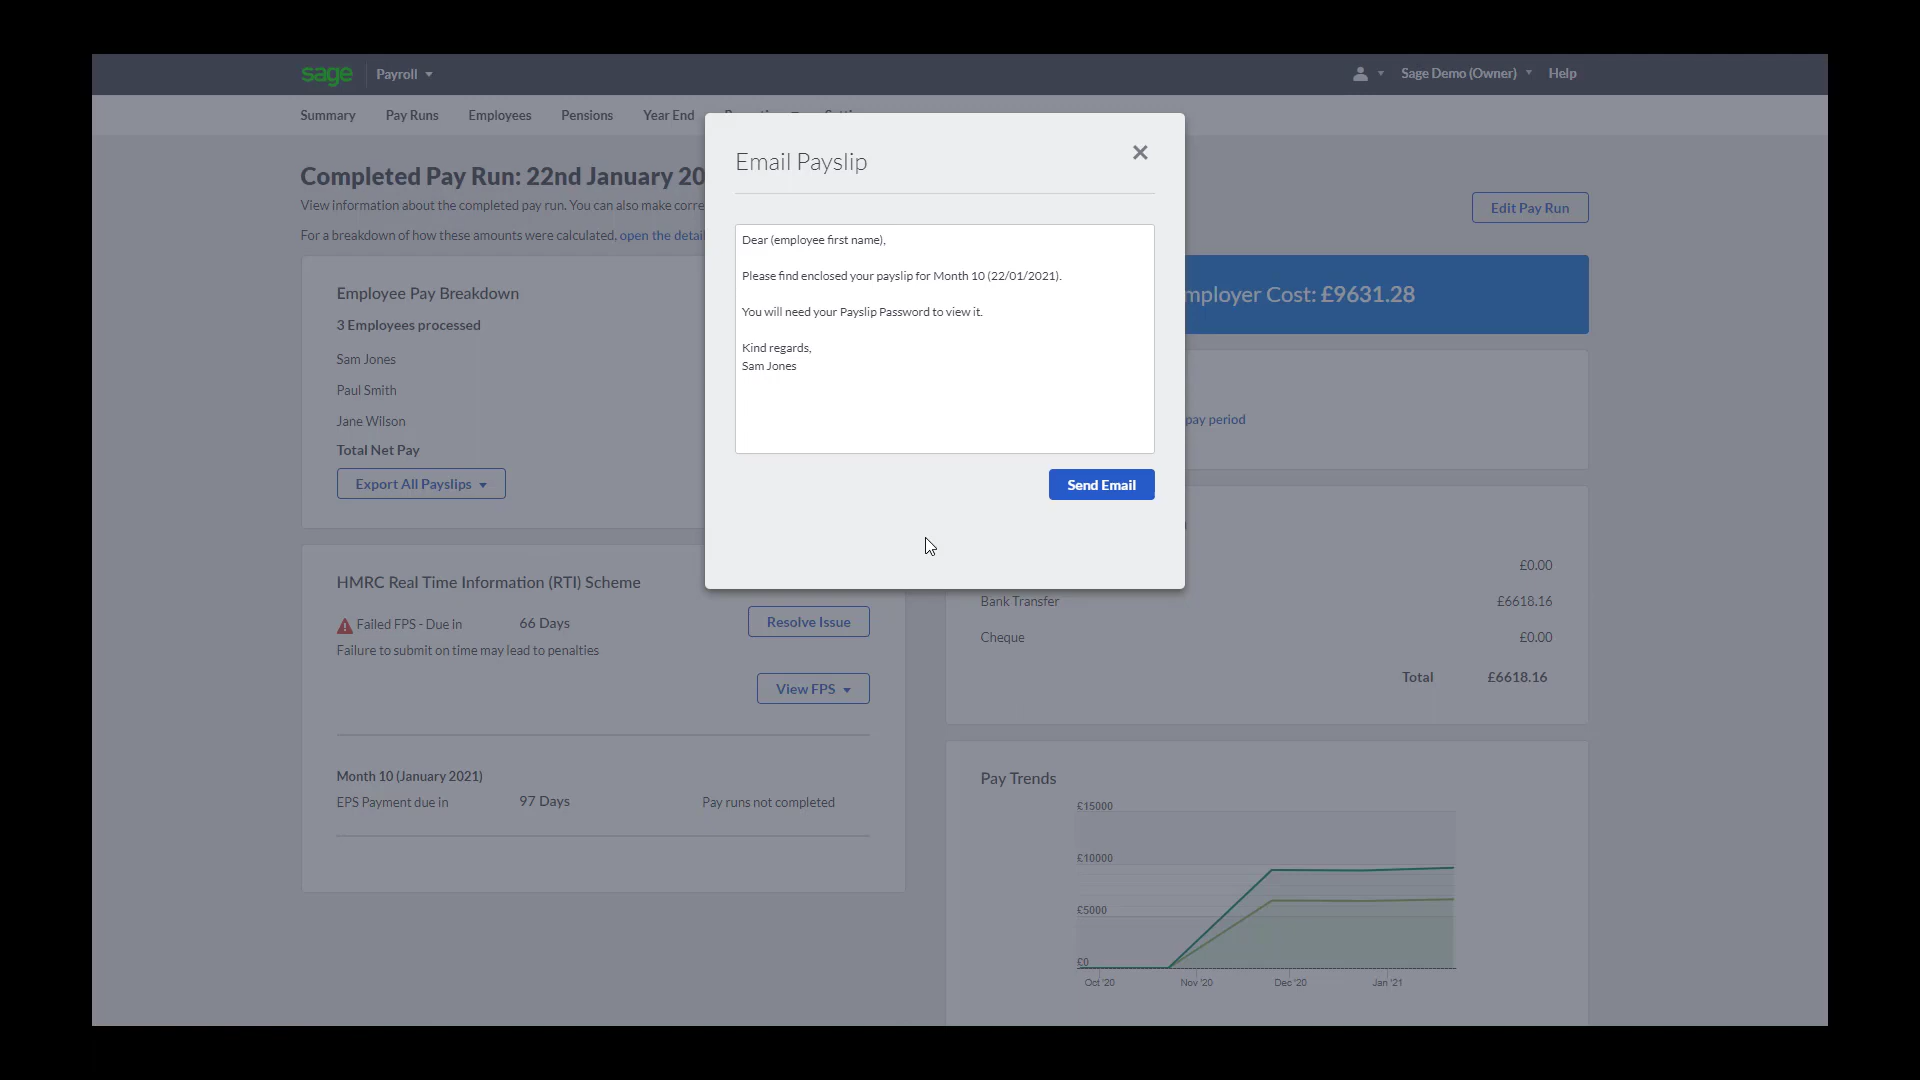 sage
Payroll
Sage Demo (Owner)
Help
Summary
Pay Runs
Employees
Pensions
Year End
Completed Pay Run: 22nd January 20
View information about the completed pay run. You can also make corre
For a breakdown of how these amounts were calculated, open the detai
Edit Pay Run
Email Payslip
Dear (employee first name),
Please find enclosed your payslip for Month 10 (22/01/2021).
You will need your Payslip Password to view it.
Kind regards,
Sam Jones
Send Email
Employee Pay Breakdown
3 Employees processed
Sam Jones
Paul Smith
Jane Wilson
Total Net Pay
Export All Payslips
mployer Cost: £9631.28
pay period
HMRC Real Time Information (RTI) Scheme
Failed FPS - Due in
66 Days
Resolve Issue
Failure to submit on time may lead to penalties
View FPS
Month 10 (January 2021)
EPS Payment due in
97 Days
Pay runs not completed
£0.00
Bank Transfer
£6618.16
Cheque
£0.00
Total
£6618.16
Pay Trends
£15000
£10000
£5000
£0
Oct '20
Nov '20
Dec '20
Jan '21